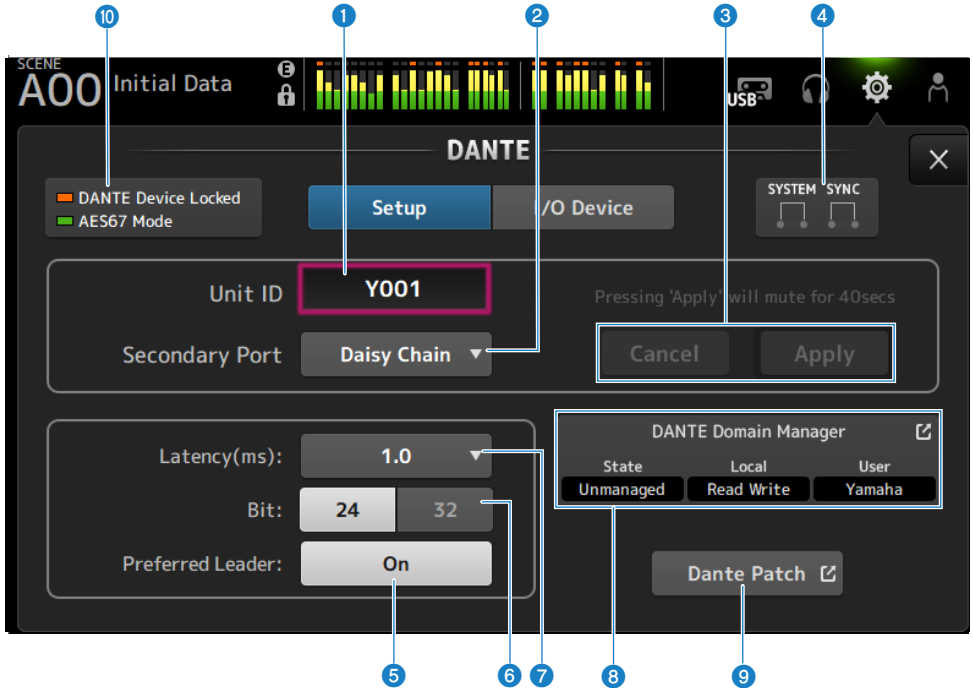 10 1 2 3 4
SCENE
A00 Initial Data E
USB
DANTE
DANTE Device Locked
AES67 Mode
Setup I/O Device
SYSTEM SYNC
Unit ID Y001
Pressing 'Apply' will mute for 40secs
Secondary Port Daisy Chain
Cancel Apply
Latency(ms): 1.0
Bit: 24 32
Preferred Leader: On
DANTE Domain Manager
State Local User
Unmanaged Read Write Yamaha
Dante Patch
5 6 7 8 9